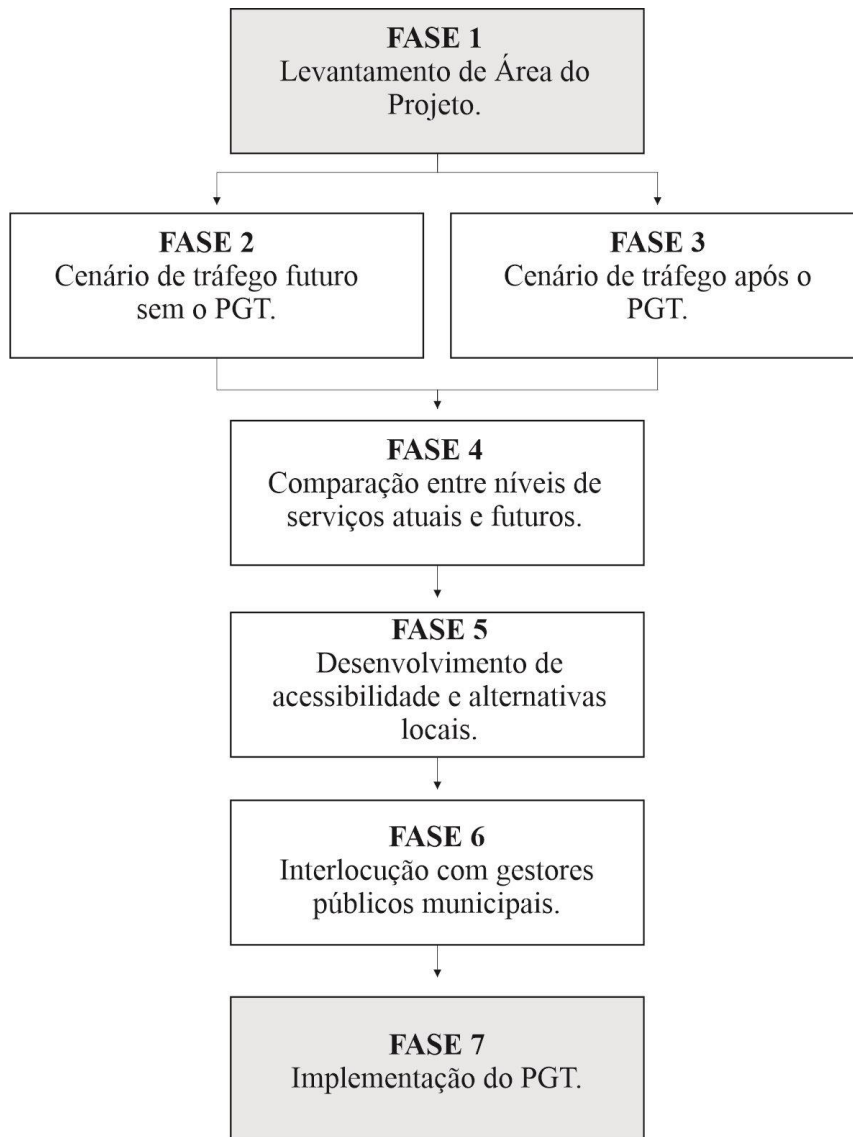 FASE 1
Levantamento de Área do
Projeto.
FASE 2
Cenário de tráfego futuro
sem o PGT.
FASE 3
Cenário de tráfego após o
PGT.
FASE 4
Comparação entre níveis de
serviços atuais e futuros.
FASE 5
Desenvolvimento de
acessibilidade e alternativas
locais.
FASE 6
Interlocução com gestores
públicos municipais.
FASE 7
Implementação do PGT.